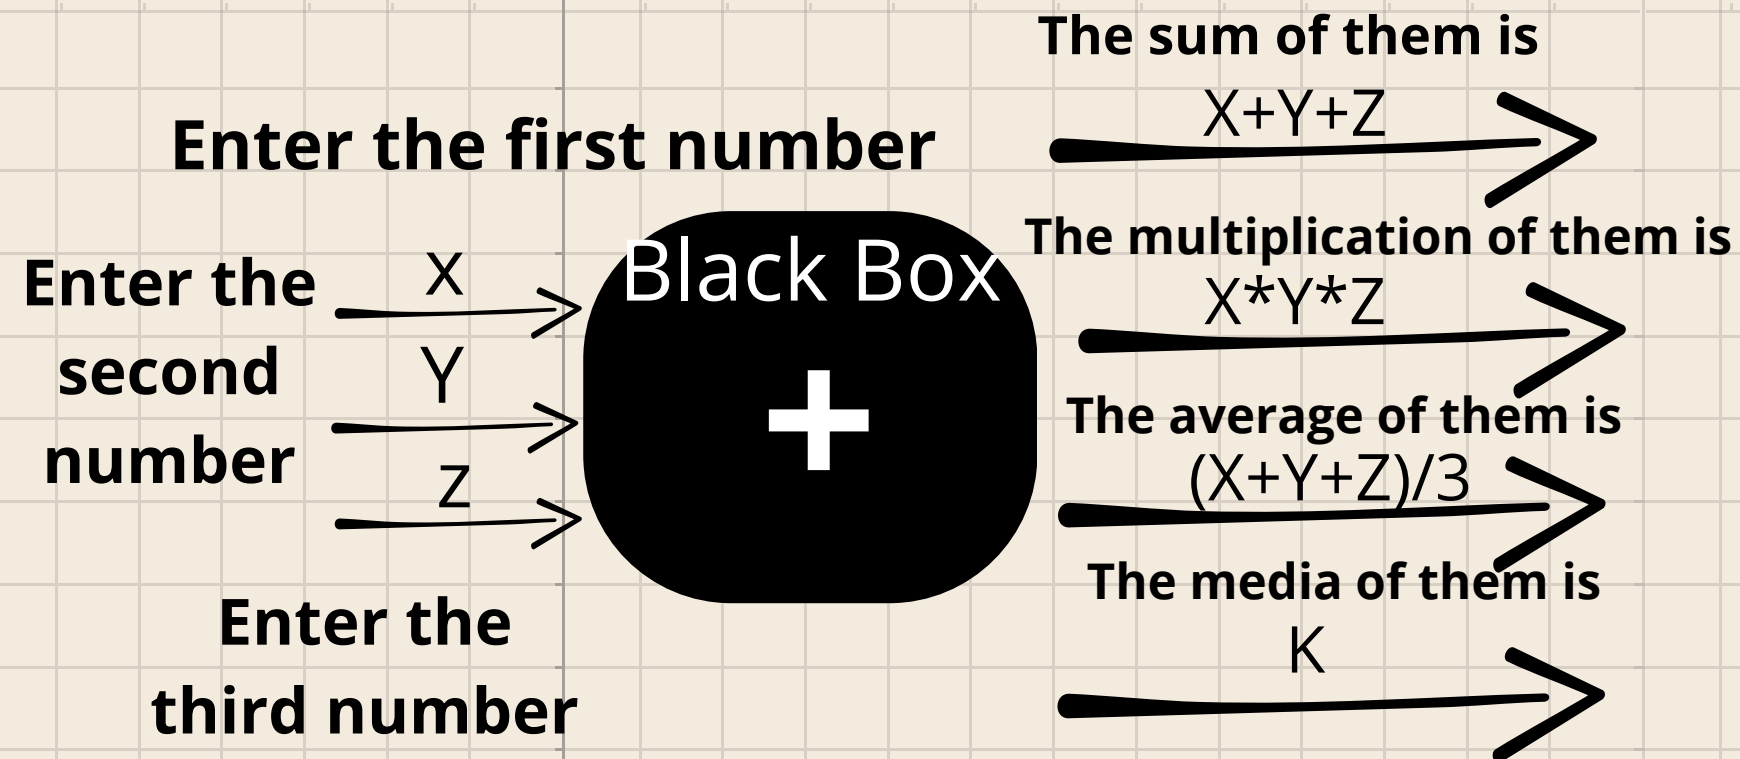 The sum of them is
X+Y+Z
Enter the first number
The multiplication of them is
Black Box
X*Y*Z
Enter the
second
number
x
Y
z
+
The average of them is
(X+Y+Z)/3
The media of them is
K
Enter the
third number